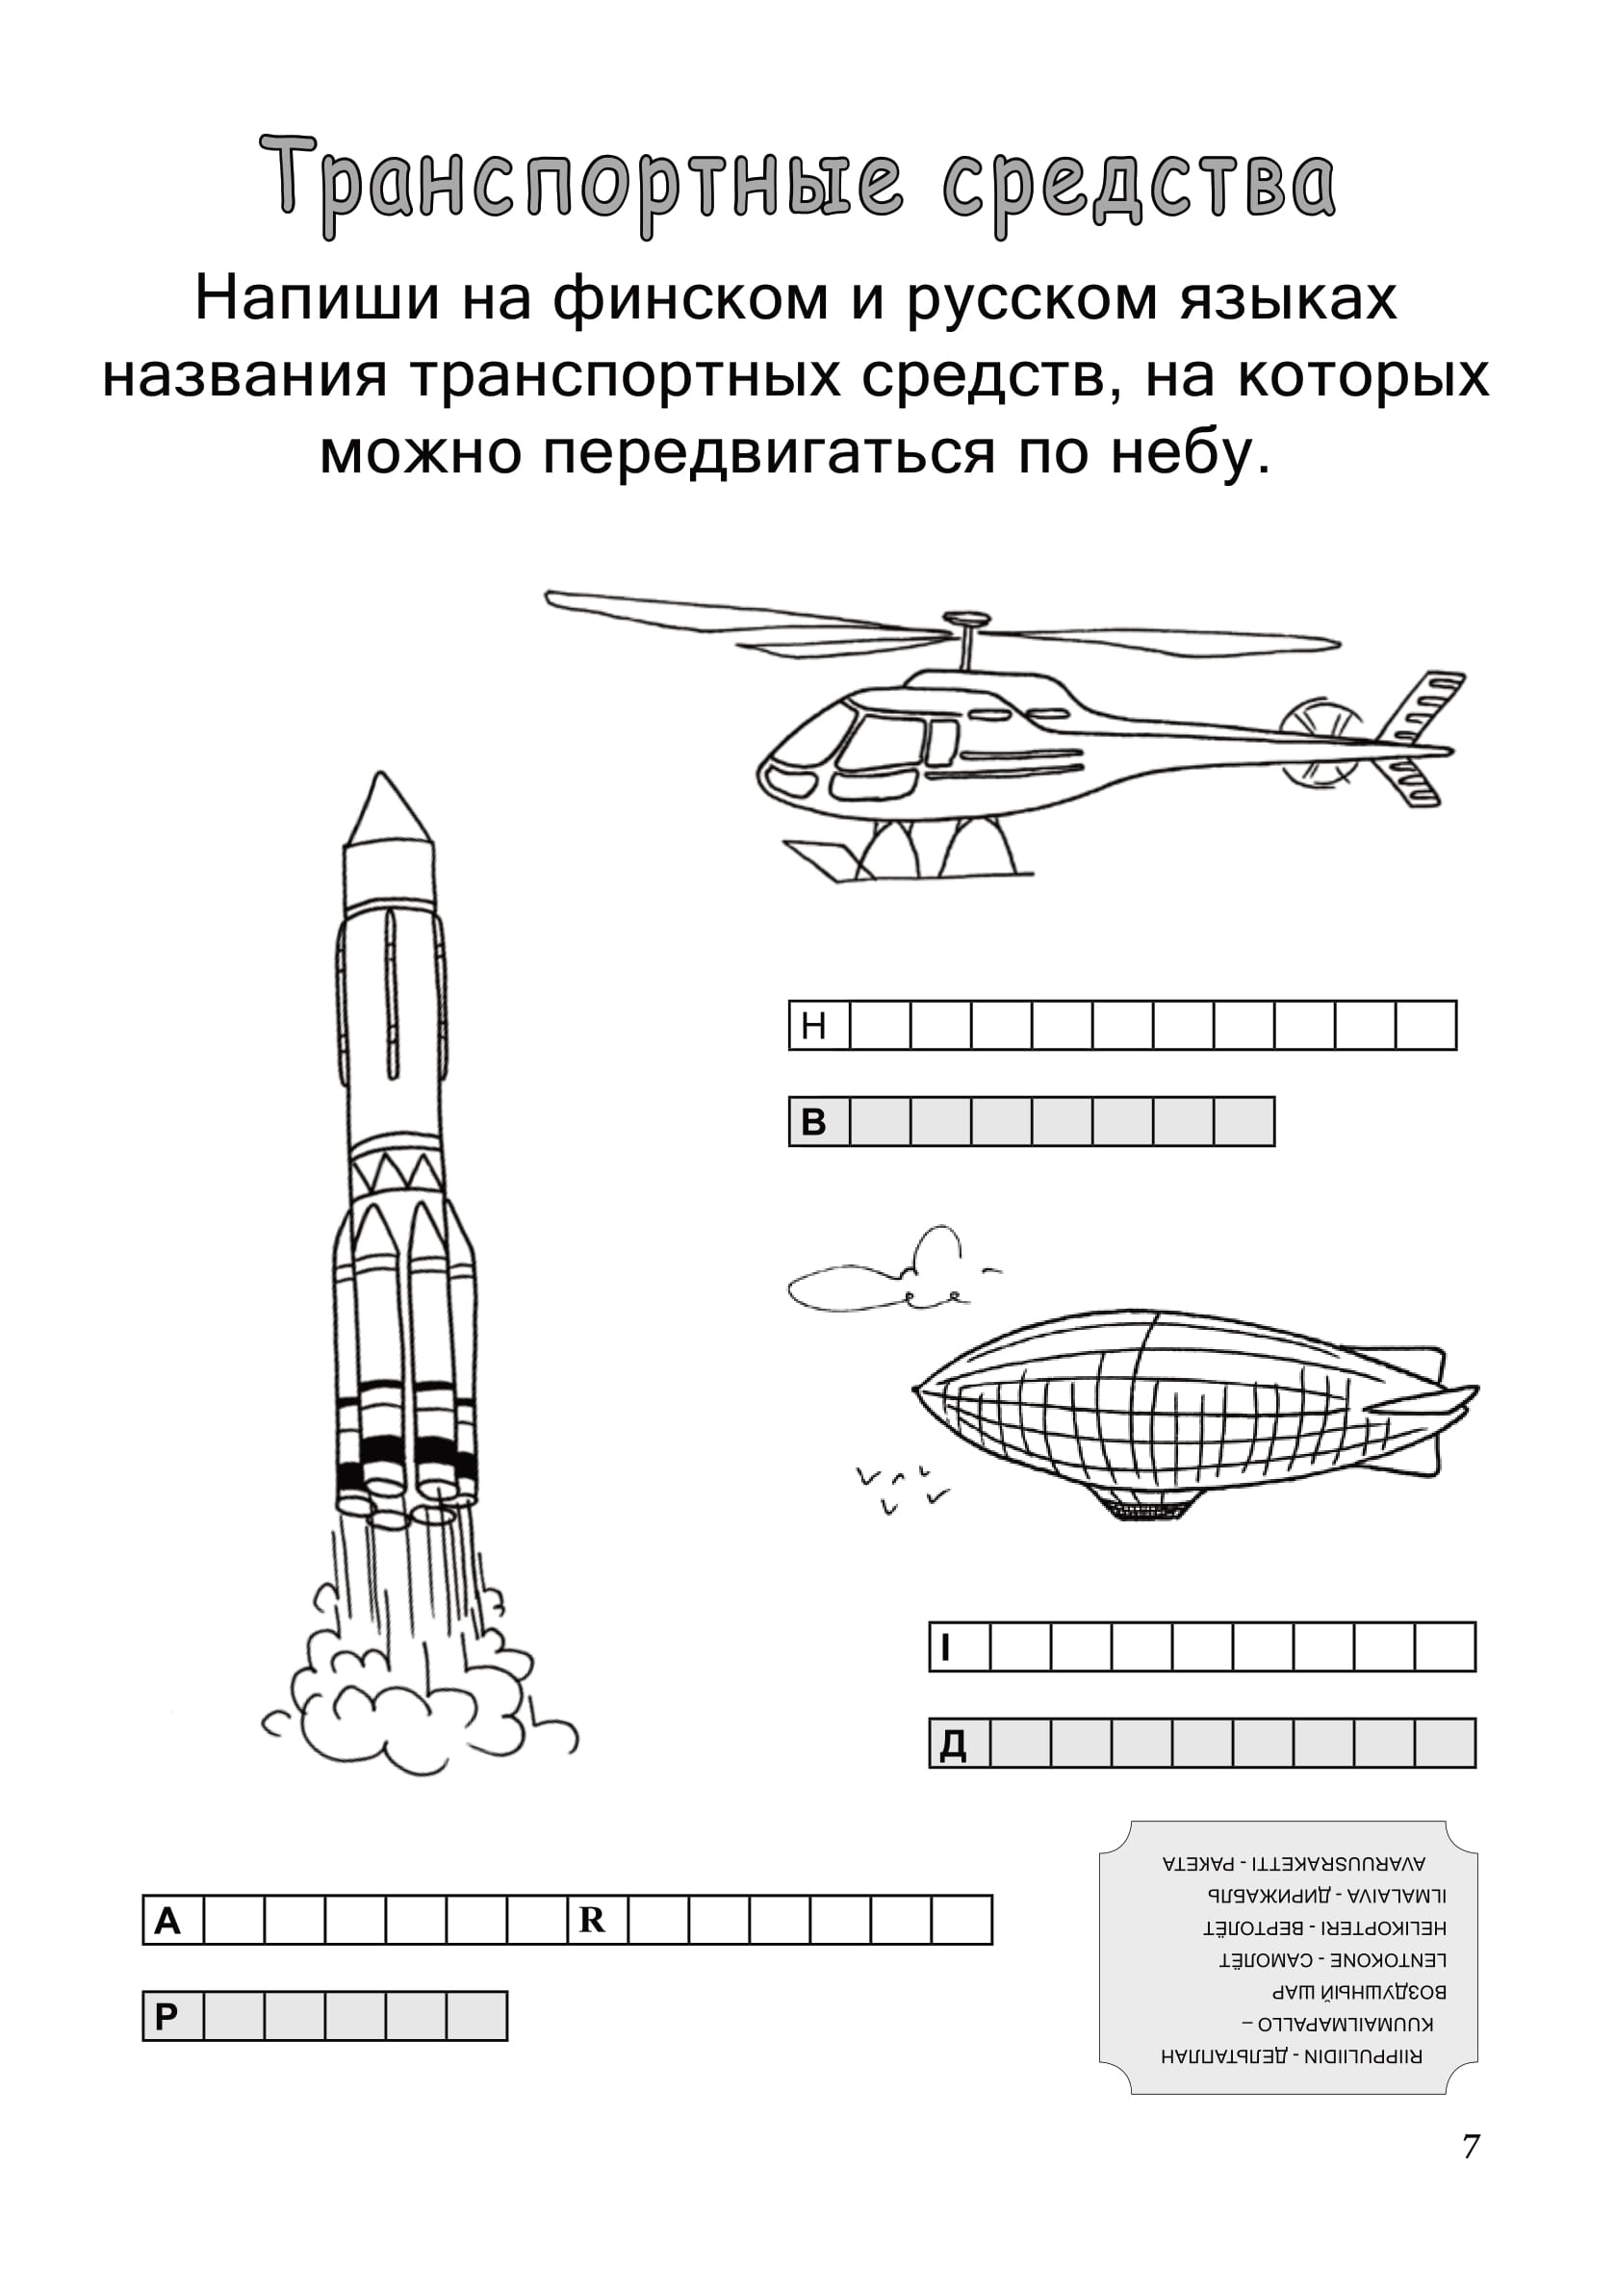 Транспортные средства
Напиши на финском и русском языках
названия транспортных средств, на которых
можно передвигаться по небу.
H
В
I
Д
A R
Р
RIIPPULIIDIN - ДЕЛЬТАПЛАН
KUUMAILMAPALLO –
ВОЗДУШНЫЙ ШАР
LENTOKONE - САМОЛЁТ
HELIKOPTERI - ВЕРТОЛЁТ
ILMALAIVA - ДИРИЖАБЛЬ
AVARUUSRAKETTI - РАКЕТА
7